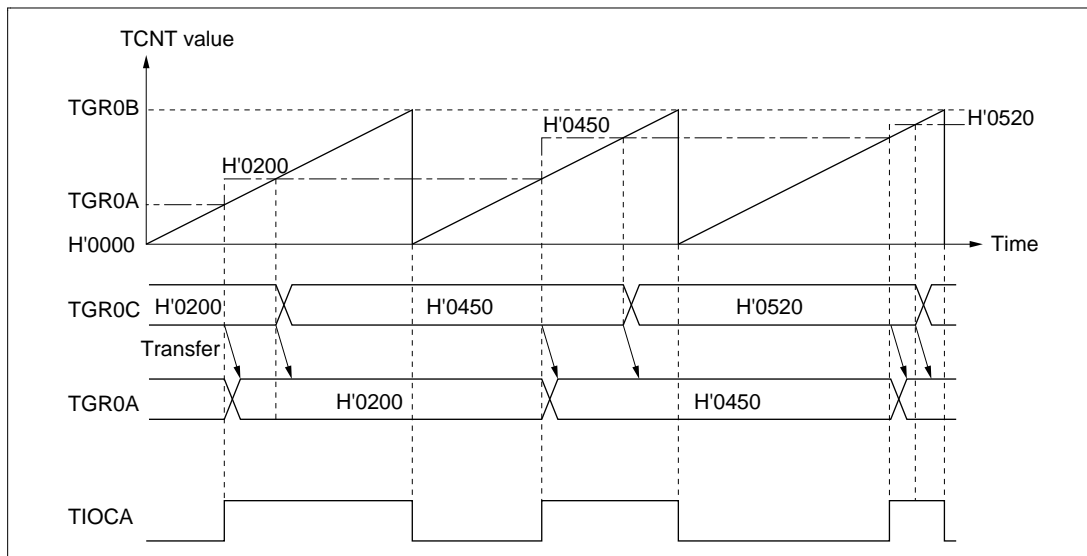 TCNT value
TGR0B
H'0520
H'0450
H'0200
TGR0A
H'0000
Time
TGR0C
H'0200
H'0450
H'0520
Transfer
TGR0A
H'0200
H'0450
TIOCA